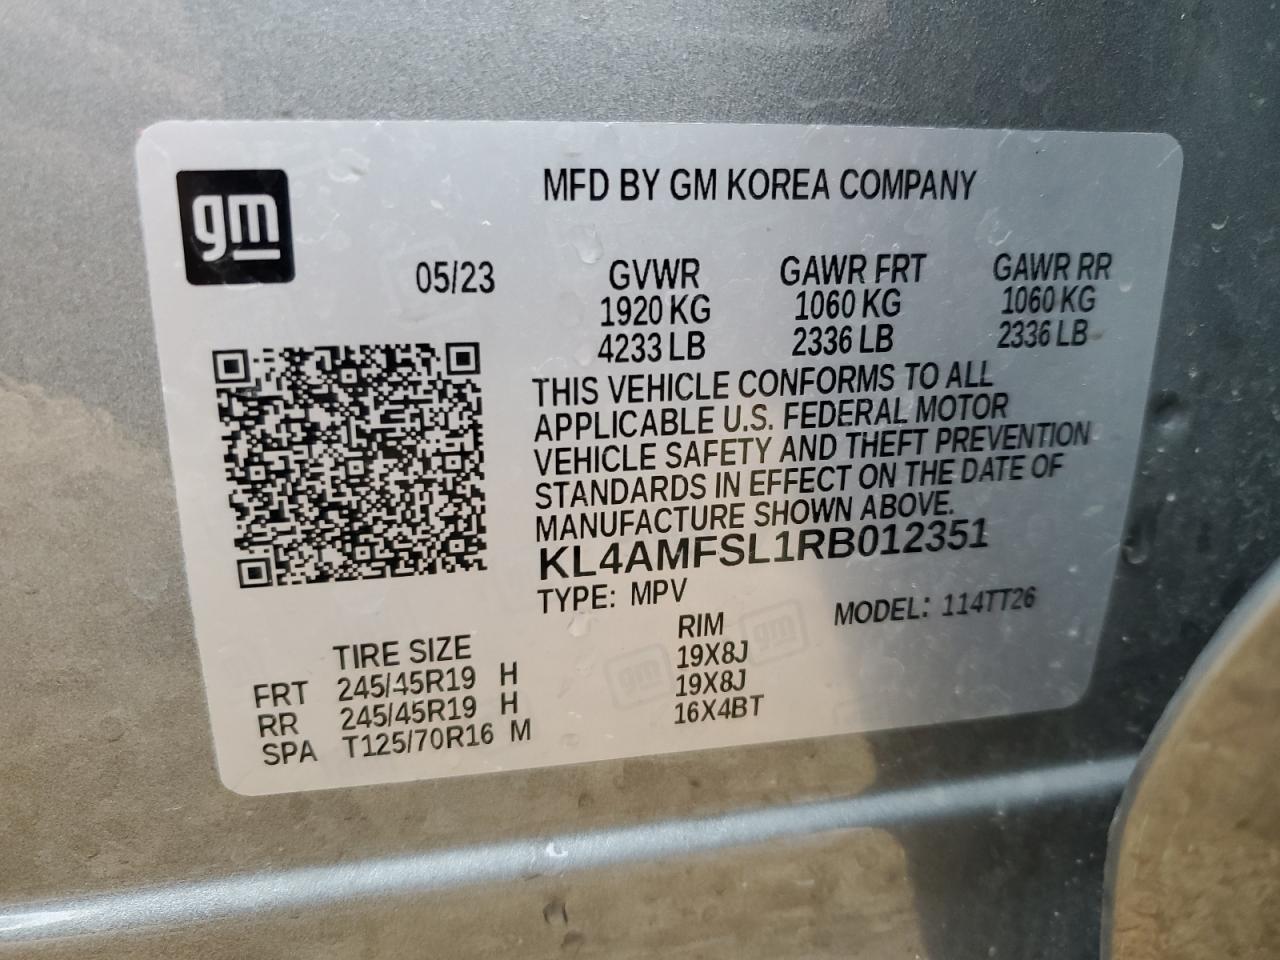 gm
MFD BY GM KOREA COMPANY
05/23
GVWR GAWR FRT GAWR RR
1920 KG 1060 KG 1060 KG
4233 LB 2336 LB 2336 LB
THIS VEHICLE CONFORMS TO ALL
APPLICABLE U.S. FEDERAL MOTOR
VEHICLE SAFETY AND THEFT PREVENTION
STANDARDS IN EFFECT ON THE DATE OF
MANUFACTURE SHOWN ABOVE.
KL4AMFSL1RB012351
TYPE: MPV MODEL: 114TT26
TIRE SIZE RIM
FRT 245/45R19 H 19X8J
RR 245/45R19 H 19X8J
SPA T125/70R16 M 16X4BT
gm
gm